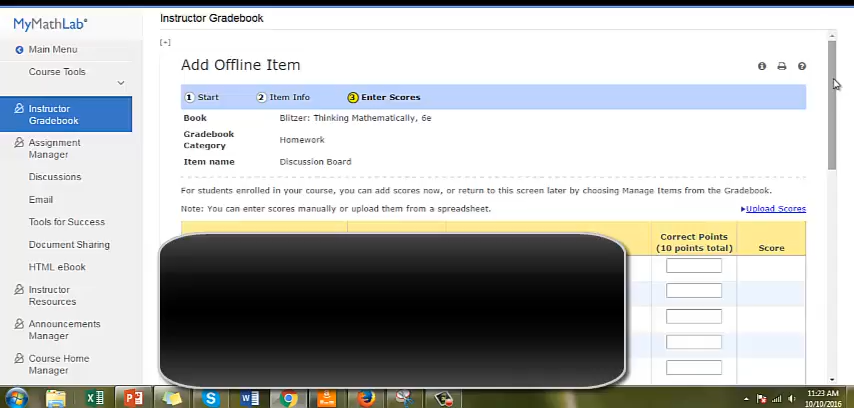 Instructor Gradebook
MyMathLab®
[+]
Main Menu
Course Tools
Instructor
Gradebook
Assignment
Manager
Discussions
Email
Tools for Success
Document Sharing
HTML eBook
Instructor
Resources
Announcements
Manager
Course Home
Manager
Add Offline Item
1 Start
2 Item Info
3 Enter Scores
Book Blitzer: Thinking Mathematically, 6e
Gradebook
Category Homework
Item name Discussion Board
For students enrolled in your course, you can add scores now, or return to this screen later by choosing Manage Items from the Gradebook.
Note: You can enter scores manually or upload them from a spreadsheet.
Upload Scores
Correct Points
(10 points total)
Score
11:23 AM
10/10/2016